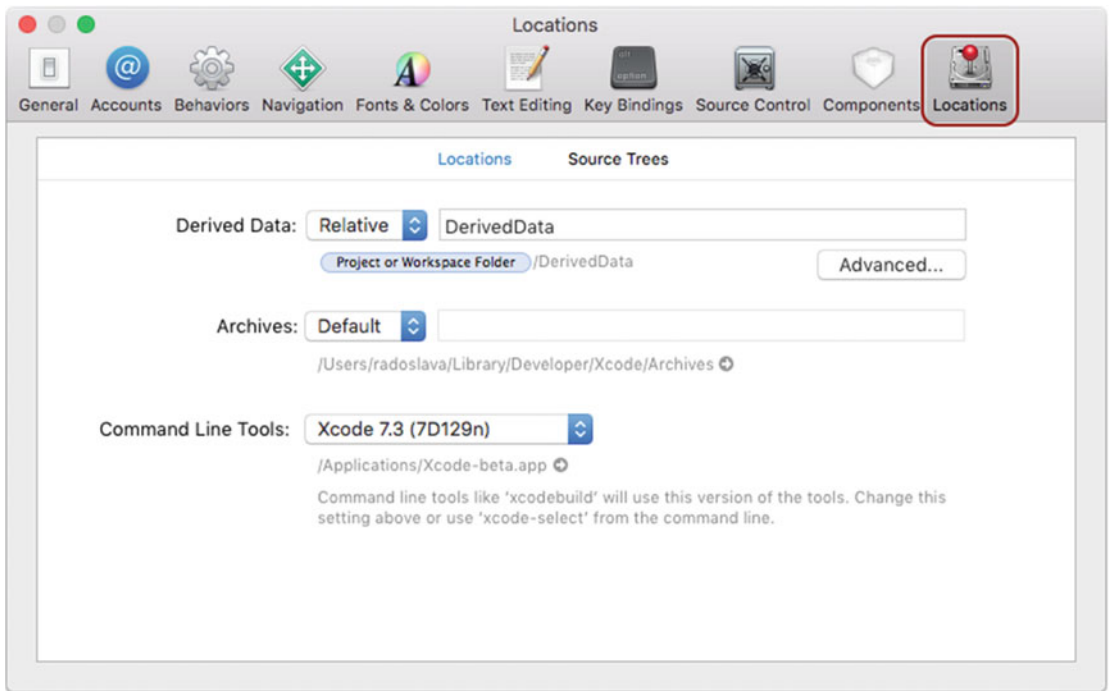 Locations
General Accounts Behaviors Navigation Fonts & Colors Text Editing Key Bindings Source Control Components Locations
alt
option
Locations Source Trees
Derived Data: Relative DerivedData
Project or Workspace Folder /DerivedData Advanced...
Archives: Default
/Users/radoslava/Library/Developer/Xcode/Archives
Command Line Tools: Xcode 7.3 (7D129n)
/Applications/Xcode-beta.app
Command line tools like ‘xcodebuild’ will use this version of the tools. Change this
setting above or use ‘xcode-select’ from the command line.